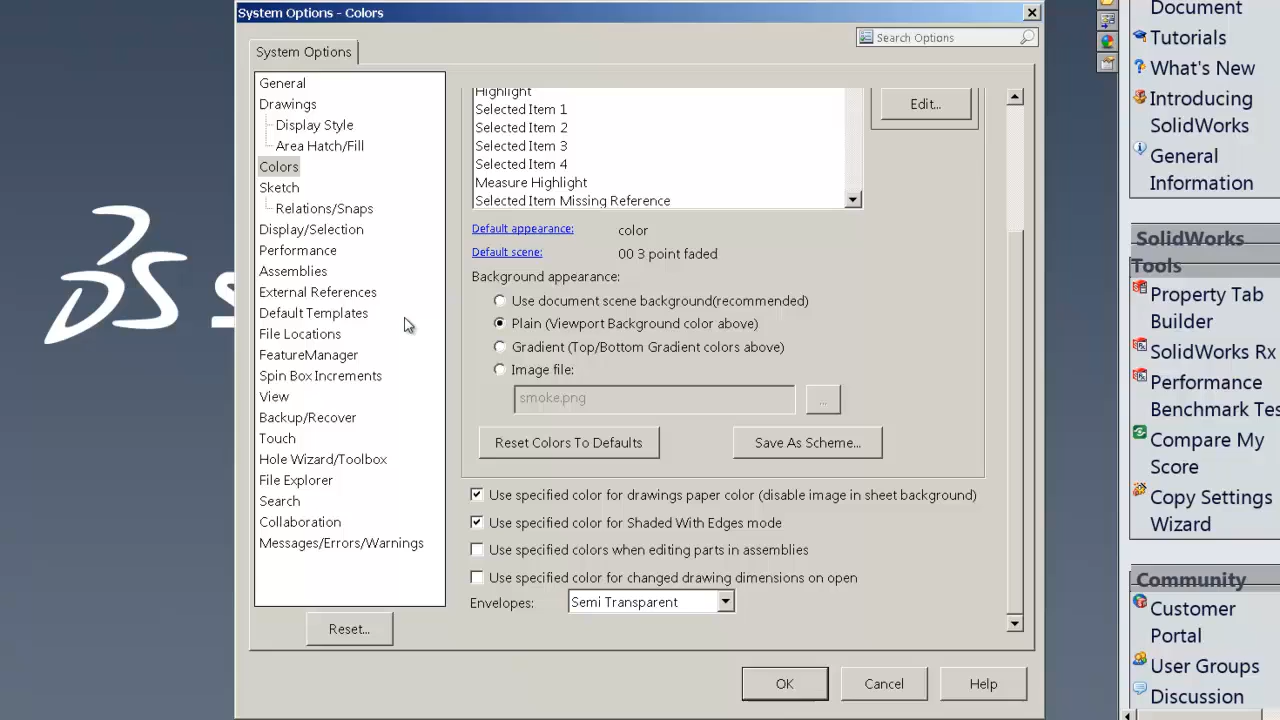 System Options - Colors
Search Options
System Options
General
Drawings
Display Style
Area Hatch/Fill
Colors
Sketch
Relations/Snaps
Display/Selection
Performance
Assemblies
External References
Default Templates
File Locations
FeatureManager
Spin Box Increments
View
Backup/Recover
Touch
Hole Wizard/Toolbox
File Explorer
Search
Collaboration
Messages/Errors/Warnings
Reset...
Highlight
Selected Item 1
Selected Item 2
Selected Item 3
Selected Item 4
Measure Highlight
Selected Item Missing Reference
Edit...
Default appearance: color
Default scene: 00 3 point faded
Background appearance:
Use document scene background(recommended)
Plain (Viewport Background color above)
Gradient (Top/Bottom Gradient colors above)
Image file:
smoke.png
...
Reset Colors To Defaults
Save As Scheme...
Use specified color for drawings paper color (disable image in sheet background)
Use specified color for Shaded With Edges mode
Use specified colors when editing parts in assemblies
Use specified color for changed drawing dimensions on open
Envelopes: Semi Transparent
OK
Cancel
Help
Document
Tutorials
What's New
Introducing
SolidWorks
General
Information
SolidWorks
Tools
Property Tab
Builder
SolidWorks Rx
Performance
Benchmark Tes
Compare My
Score
Copy Settings
Wizard
Community
Customer
Portal
User Groups
Discussion